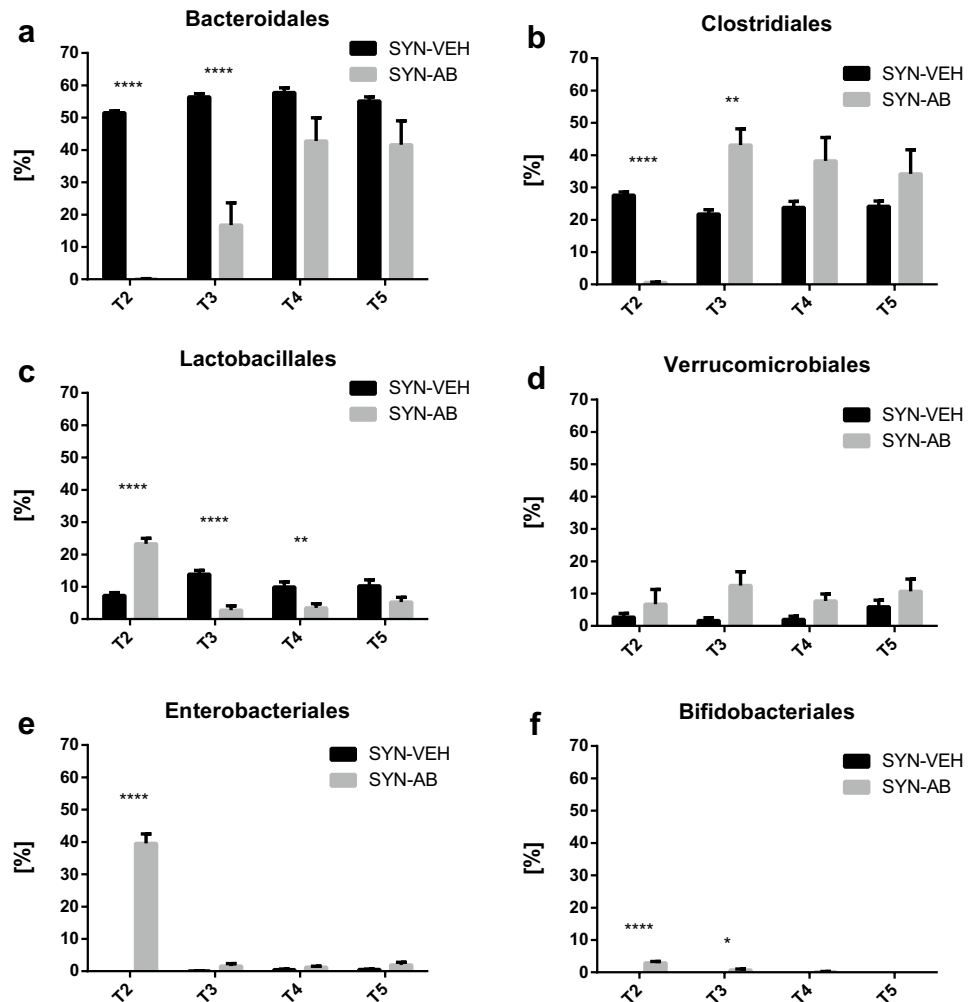 a
Bacteroidales
SYN-VEH
SYN-AB
[%]
70
60
50
40
30
20
10
0
****
****
T2
T3
T4
T5
b
Clostridiales
SYN-VEH
SYN-AB
[%]
70
60
50
40
30
20
10
0
****
**
T2
T3
T4
T5
c
Lactobacillales
SYN-VEH
SYN-AB
[%]
70
60
50
40
30
20
10
0
****
****
**
T2
T3
T4
T5
d
Verrucomicrobiales
SYN-VEH
SYN-AB
[%]
70
60
50
40
30
20
10
0
T2
T3
T4
T5
e
Enterobacteriales
SYN-VEH
SYN-AB
[%]
70
60
50
40
30
20
10
0
****
T2
T3
T4
T5
f
Bifidobacteriales
SYN-VEH
SYN-AB
[%]
70
60
50
40
30
20
10
0
****
*
T2
T3
T4
T5